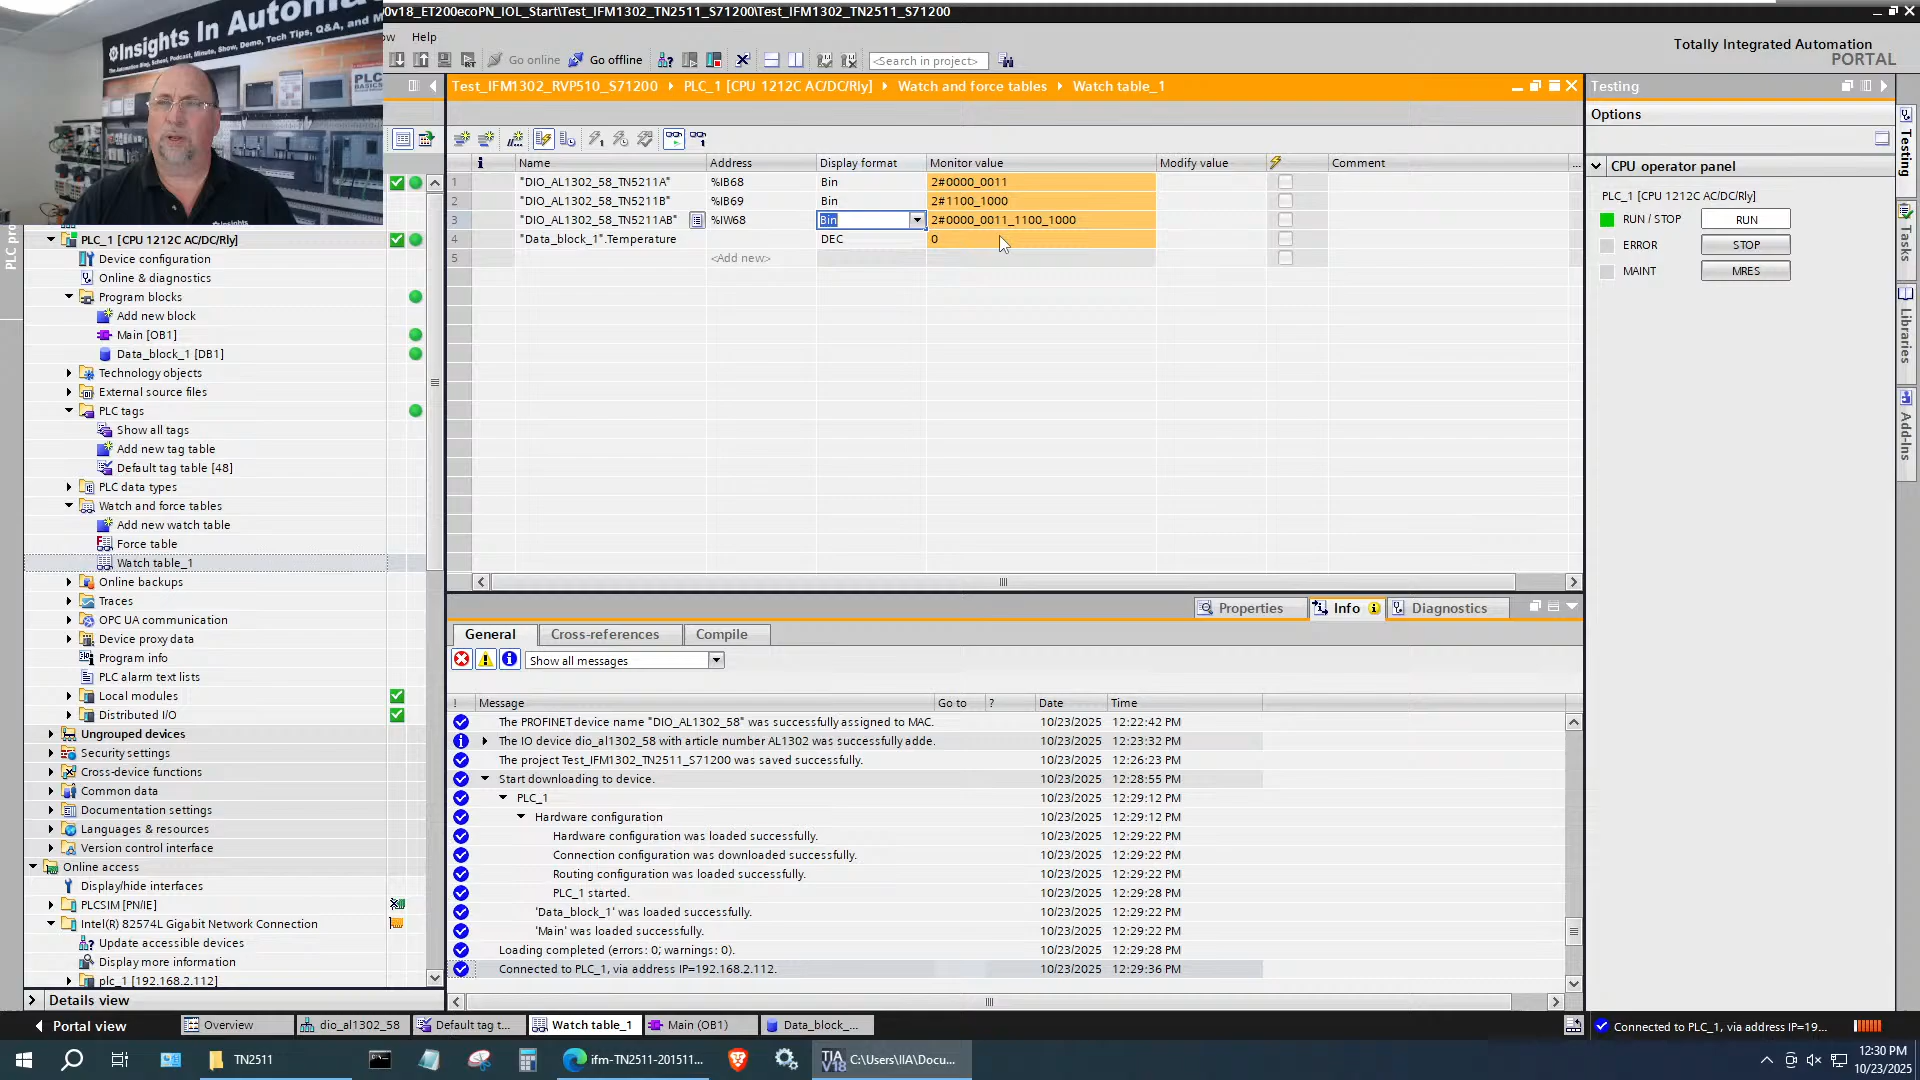 0v18_ET200ecoPN_IOL_Start\Test_IFM1302_TN2511_S71200\Test_IFM1302_TN2511_S71200
Insights In Automa
PLC
BASICS
ow Help
Go online Go offline <Search in project>
Totally Integrated Automation
PORTAL
Test_IFM1302_RVP510_S71200 PLC_1 [CPU 1212C AC/DC/Rly] Watch and force tables Watch table_1
Testing
Options
CPU operator panel
PLC_1 [CPU 1212C AC/DC/Rly]
RUN / STOP RUN
ERROR STOP
MAINT MRES
Testing
Tasks
Libraries
Add-Ins
i Name Address Display format Monitor value Modify value Comment ...
1 "DIO_AL1302_58_TN5211A" %IB68 Bin 2#0000_0011
2 "DIO_AL1302_58_TN5211B" %IB69 Bin 2#1100_1000
3 "DIO_AL1302_58_TN5211AB" %IW68 Bin 2#0000_0011_1100_1000
4 "Data_block_1".Temperature DEC 0
5 <Add new>
PLC_1 [CPU 1212C AC/DC/Rly]
Device configuration
Online & diagnostics
Program blocks
Add new block
Main [OB1]
Data_block_1 [DB1]
Technology objects
External source files
PLC tags
Show all tags
Add new tag table
Default tag table [48]
PLC data types
Watch and force tables
Add new watch table
Force table
Watch table_1
Online backups
Traces
OPC UA communication
Device proxy data
Program info
PLC alarm text lists
Local modules
Distributed I/O
Ungrouped devices
Security settings
Cross-device functions
Common data
Documentation settings
Languages & resources
Version control interface
Online access
Display/hide interfaces
PLCSIM [PN/IE]
Intel(R) 82574L Gigabit Network Connection
Update accessible devices
Display more information
plc_1 [192.168.2.112]
Details view
Properties Info Diagnostics
General Cross-references Compile
Show all messages
! Message Go to ? Date Time
The PROFINET device name "DIO_AL1302_58" was successfully assigned to MAC. 10/23/2025 12:22:42 PM
The IO device dio_al1302_58 with article number AL1302 was successfully adde. 10/23/2025 12:23:32 PM
The project Test_IFM1302_TN2511_S71200 was saved successfully. 10/23/2025 12:26:23 PM
Start downloading to device. 10/23/2025 12:28:55 PM
PLC_1 10/23/2025 12:29:12 PM
Hardware configuration 10/23/2025 12:29:12 PM
Hardware configuration was loaded successfully. 10/23/2025 12:29:22 PM
Connection configuration was downloaded successfully. 10/23/2025 12:29:22 PM
Routing configuration was loaded successfully. 10/23/2025 12:29:22 PM
PLC_1 started. 10/23/2025 12:29:28 PM
'Data_block_1' was loaded successfully. 10/23/2025 12:29:22 PM
'Main' was loaded successfully. 10/23/2025 12:29:22 PM
Loading completed (errors: 0; warnings: 0). 10/23/2025 12:29:28 PM
Connected to PLC_1, via address IP=192.168.2.112. 10/23/2025 12:29:36 PM
Portal view Overview dio_al1302_58 Default tag t... Watch table_1 Main (OB1) Data_block_...
Connected to PLC_1, via address IP=19...
TN2511 ifm-TN2511-201511... C:\Users\IIA\Docu...
12:30 PM
10/23/2025